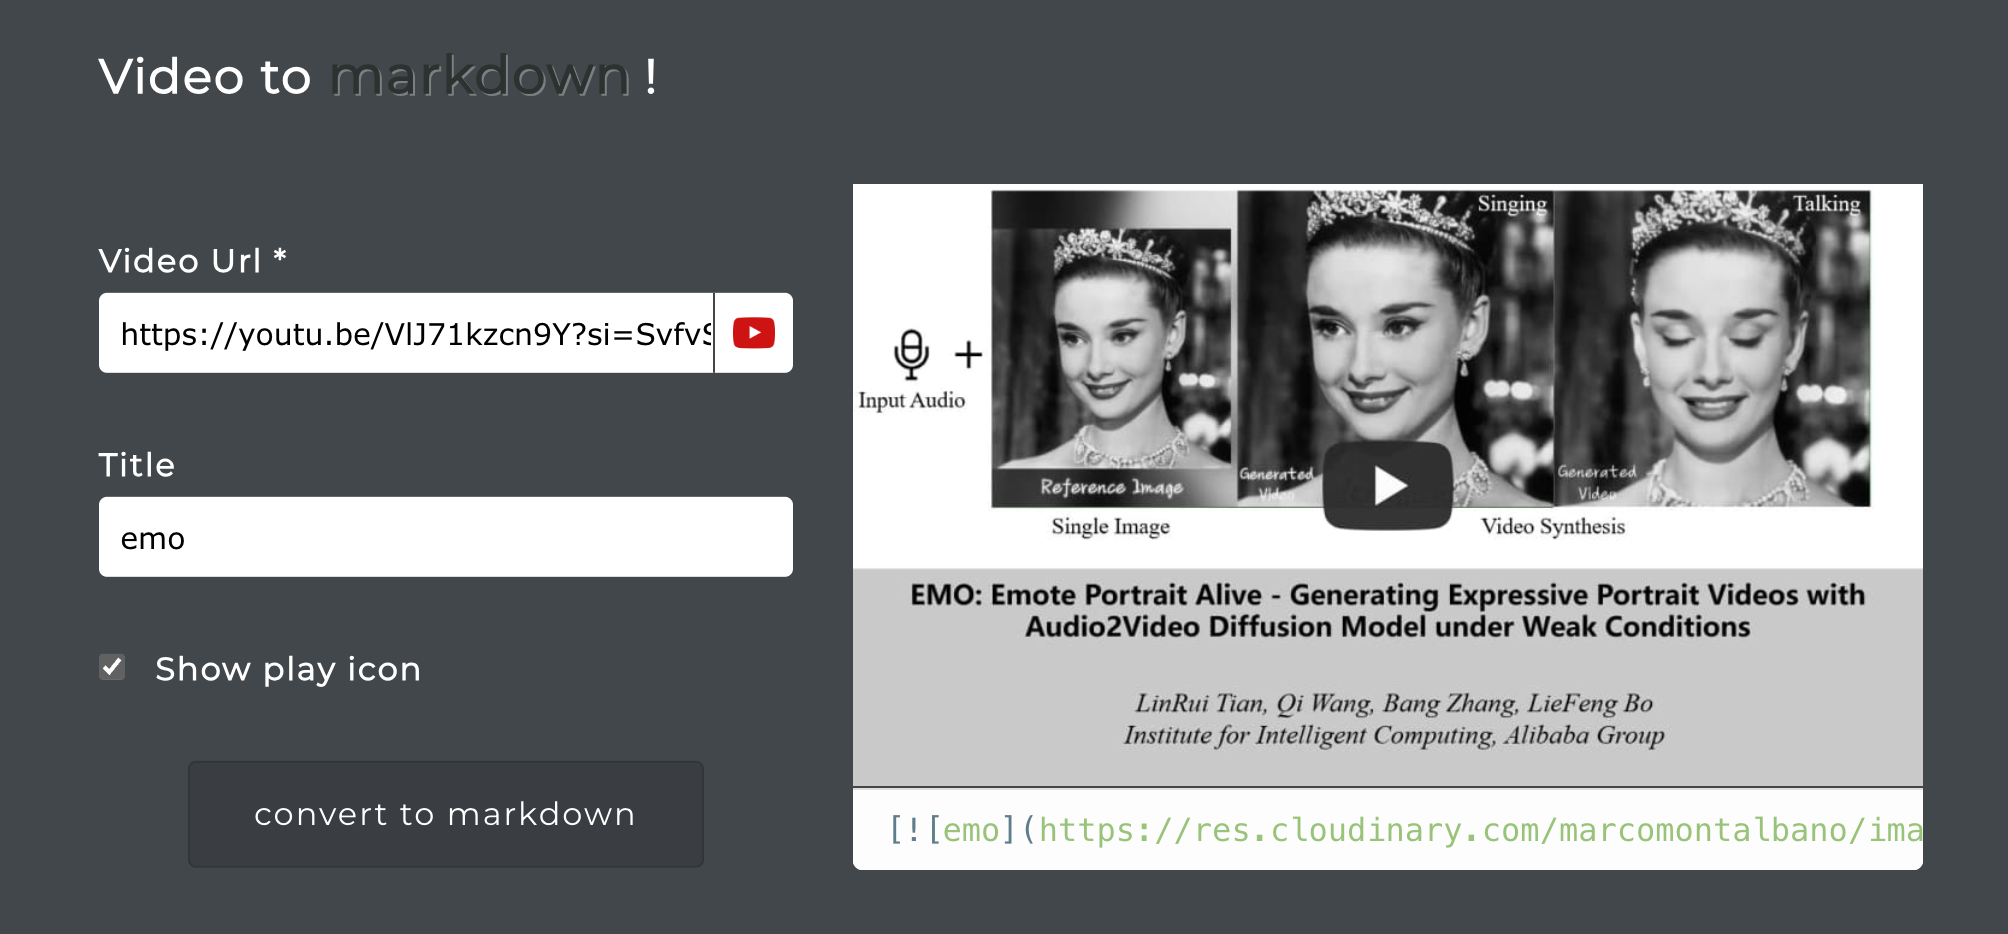 Video to markdown !
Video Url *
https://youtu.be/VlJ71kzcn9Y?si=Svfv
Title
emo
Show play icon
convert to markdown
Singing
Talking
Input Audio
+
Reference Image
Generated Video
Generated Video
Single Image
Video Synthesis
EMO: Emote Portrait Alive - Generating Expressive Portrait Videos with
Audio2Video Diffusion Model under Weak Conditions
LinRui Tian, Qi Wang, Bang Zhang, LieFeng Bo
Institute for Intelligent Computing, Alibaba Group
[![emo](https://res.cloudinary.com/marcomontalbano/ima